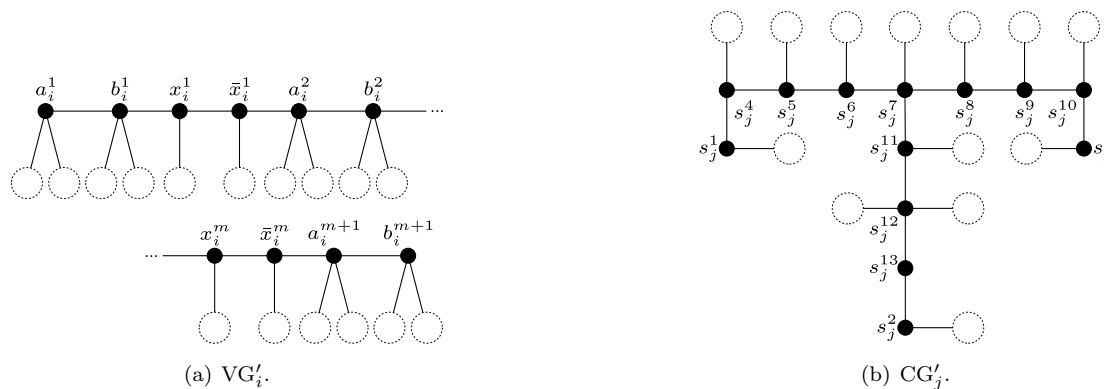 a_i^1 b_i^1 x_i^1 x̄_i^1 a_i^2 b_i^2
...
... x_i^m x̄_i^m a_i^{m+1} b_i^{m+1}
(a) VG′_i.
s_j^4 s_j^5 s_j^6 s_j^7 s_j^8 s_j^9 s_j^{10}
s_j^1 s_j^{11} s
s_j^{12}
s_j^{13}
s_j^2
(b) CG′_j.